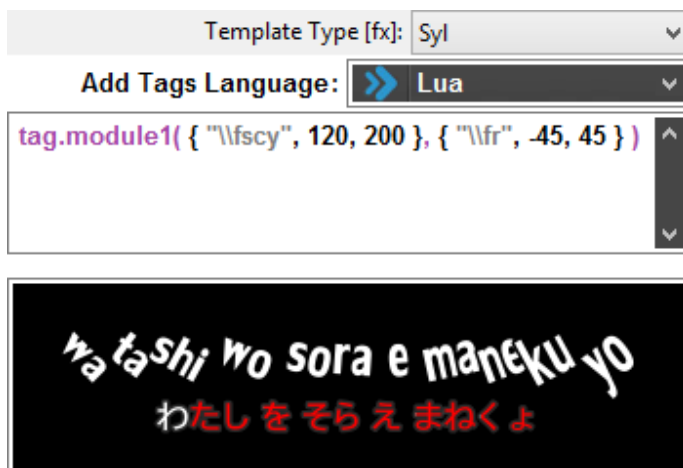 Template Type [fx]: Syl
Add Tags Language: Lua
tag.module1( { "\\fscy", 120, 200 }, { "\\fr", -45, 45 } )
wa tashi wo sora e maneku yo
わたし を そら え まねく ょ